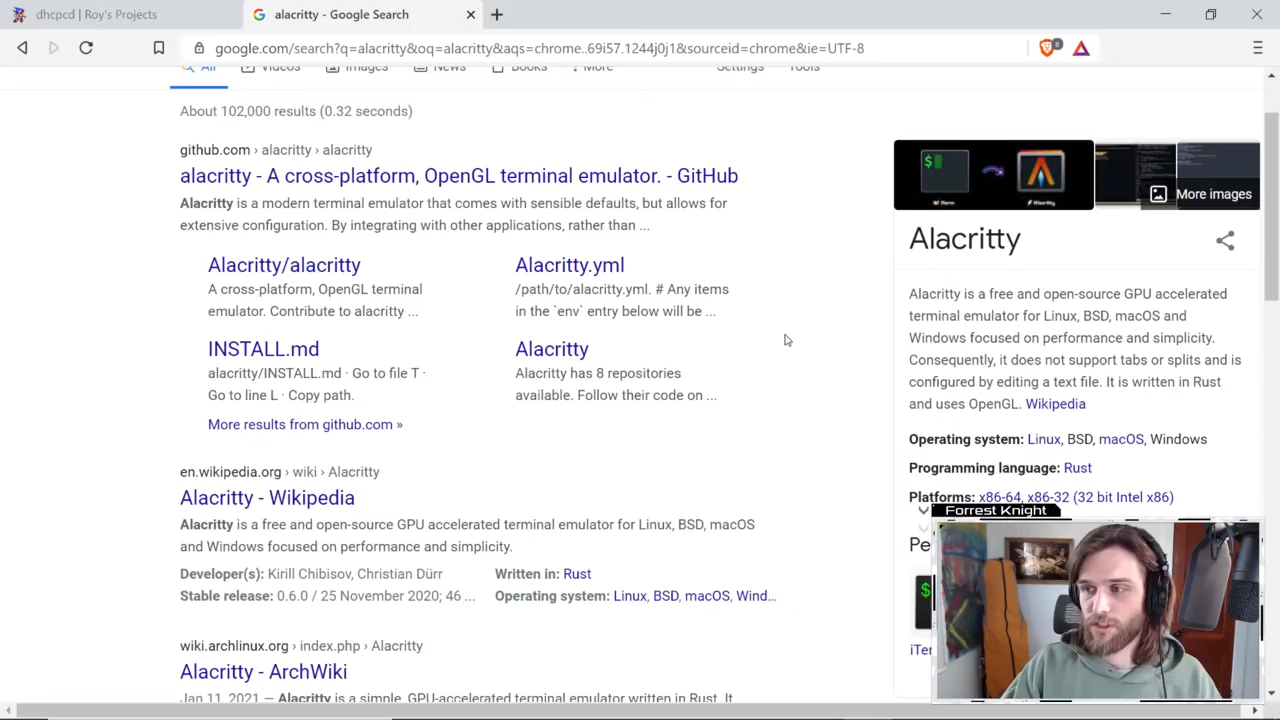 dhcpcd | Roy's Projects
alacritty - Google Search
google.com/search?q=alacritty&oq=alacritty&aqs=chrome..69i57.1244j0j1&sourceid=chrome&ie=UTF-8
8
All
Videos
Images
News
Books
More
Settings
Tools
About 102,000 results (0.32 seconds)
github.com › alacritty › alacritty
alacritty - A cross-platform, OpenGL terminal emulator. - GitHub
Alacritty is a modern terminal emulator that comes with sensible defaults, but allows for
extensive configuration. By integrating with other applications, rather than ...
Alacritty/alacritty
A cross-platform, OpenGL terminal
emulator. Contribute to alacritty ...
Alacritty.yml
/path/to/alacritty.yml. # Any items
in the `env` entry below will be ...
INSTALL.md
alacritty/INSTALL.md · Go to file T ·
Go to line L · Copy path.
Alacritty
Alacritty has 8 repositories
available. Follow their code on ...
More results from github.com »
en.wikipedia.org › wiki › Alacritty
Alacritty - Wikipedia
Alacritty is a free and open-source GPU accelerated terminal emulator for Linux, BSD, macOS
and Windows focused on performance and simplicity.
Developer(s): Kirill Chibisov, Christian Dürr
Written in: Rust
Stable release: 0.6.0 / 25 November 2020; 46 ...
Operating system: Linux, BSD, macOS, Wind...
wiki.archlinux.org › index.php › Alacritty
Alacritty - ArchWiki
Jan 11, 2021 — Alacritty is a simple, GPU-accelerated terminal emulator written in Rust. It
$
More images
Alacritty
Alacritty is a free and open-source GPU accelerated
terminal emulator for Linux, BSD, macOS and
Windows focused on performance and simplicity.
Consequently, it does not support tabs or splits and is
configured by editing a text file. It is written in Rust
and uses OpenGL. Wikipedia
Operating system: Linux, BSD, macOS, Windows
Programming language: Rust
Platforms: x86-64, x86-32 (32 bit Intel x86)
Forrest Knight
Pe
$
iTer